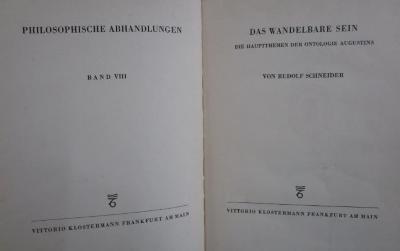 PHILOSOPHISCHE ABHANDLUNGEN
BAND VIII
VITTORIO KLOSTERMANN FRANKFURT AM MAIN
DAS WANDELBARE SEIN
DIE HAUPTTHEMEN DER ONTOLOGIE AUGUSTINS
VON RUDOLF SCHNEIDER
VITTORIO KLOSTERMANN FRANKFURT AM MAIN